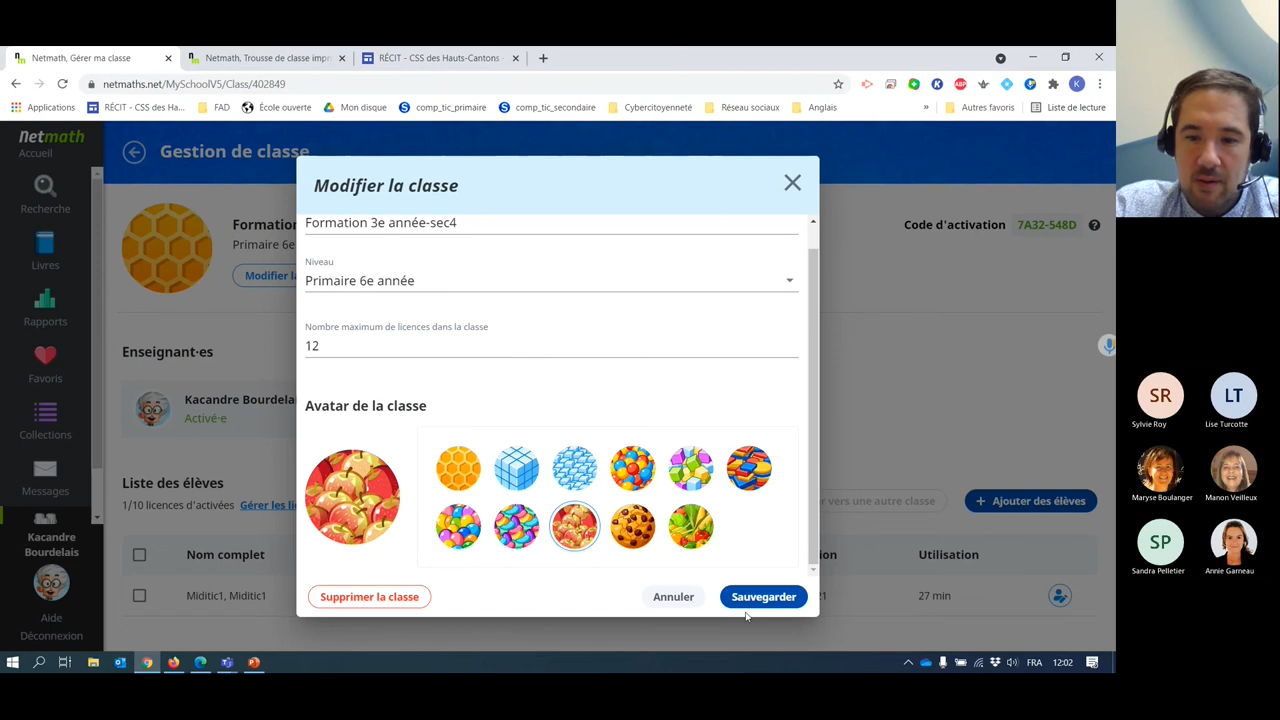 Netmath, Gérer ma classe
Netmath, Trousse de classe impr
RÉCIT - CSS des Hauts-Cantons
netmaths.net/MySchoolV5/Class/402849
Applications
RÉCIT - CSS des Ha...
FAD
École ouverte
Mon disque
comp_tic_primaire
comp_tic_secondaire
Cybercitoyenneté
Réseau sociaux
Anglais
»
Autres favoris
Liste de lecture
Netmath
Accueil
Recherche
Livres
Rapports
Favoris
Collections
Messages
Kacandre
Bourdelais
Aide
Déconnexion
Gestion de classe
Formation
Primaire 6e
Modifier la
Code d'activation
7A32-548D
Enseignant·es
Kacandre Bourdelais
Activé·e
Liste des élèves
1/10 licences d'activées
Gérer les li
r vers une autre classe
+ Ajouter des élèves
Nom complet
ion
Utilisation
Miditic1, Miditic1
21
27 min
Modifier la classe
Formation 3e année-sec4
Niveau
Primaire 6e année
Nombre maximum de licences dans la classe
12
Avatar de la classe
Supprimer la classe
Annuler
Sauvegarder
FRA
12:02
SR
Sylvie Roy
LT
Lise Turcotte
Maryse Boulanger
Manon Veilleux
SP
Sandra Pelletier
Annie Garneau